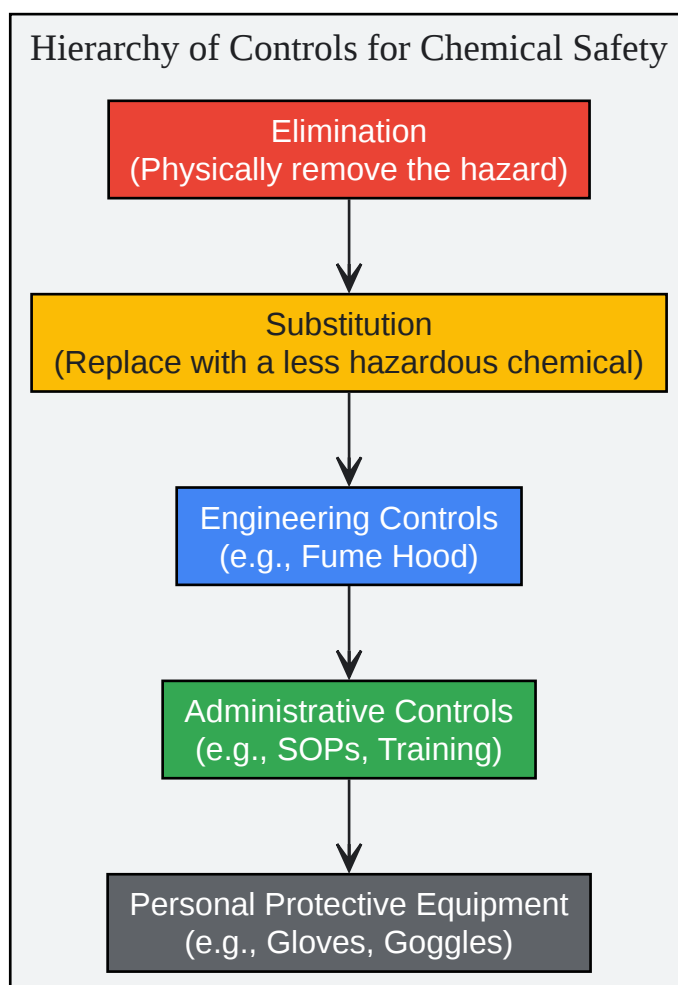 Hierarchy of Controls for Chemical Safety
Elimination
(Physically remove the hazard)
Substitution
(Replace with a less hazardous chemical)
Engineering Controls
(e.g., Fume Hood)
Administrative Controls
(e.g., SOPs, Training)
Personal Protective Equipment
(e.g., Gloves, Goggles)